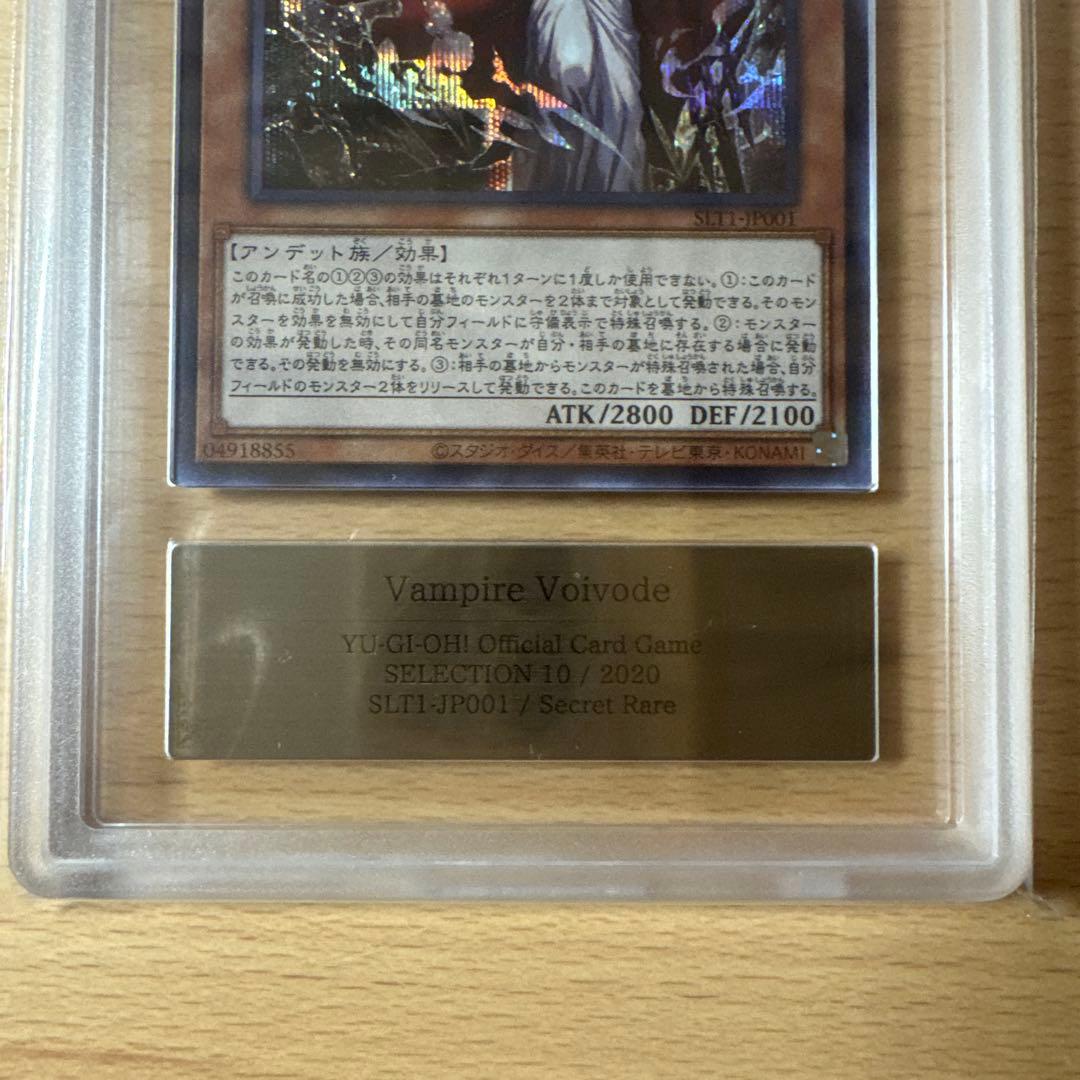 SLT1-JP001
【アンデット族／効果】
このカード名の①②③の効果はそれぞれ1ターンに1度しか使用できない。①：このカード
が召喚に成功した場合、相手の墓地のモンスターを2体まで対象として発動できる。そのモン
スターを効果を無効にして自分フィールドに守備表示で特殊召喚する。②：モンスター
の効果が発動した時、その同名モンスターが自分・相手の墓地に存在する場合に発動
できる。その発動を無効にする。③：相手の墓地からモンスターが特殊召喚された場合、自分
フィールドのモンスター2体をリリースして発動できる。このカードを墓地から特殊召喚する。
ATK/2800 DEF/2100
04918855 ©スタジオ・ダイス／集英社・テレビ東京・KONAMI
Vampire Voivode
YU-GI-OH! Official Card Game
SELECTION 10 / 2020
SLT1-JP001 / Secret Rare